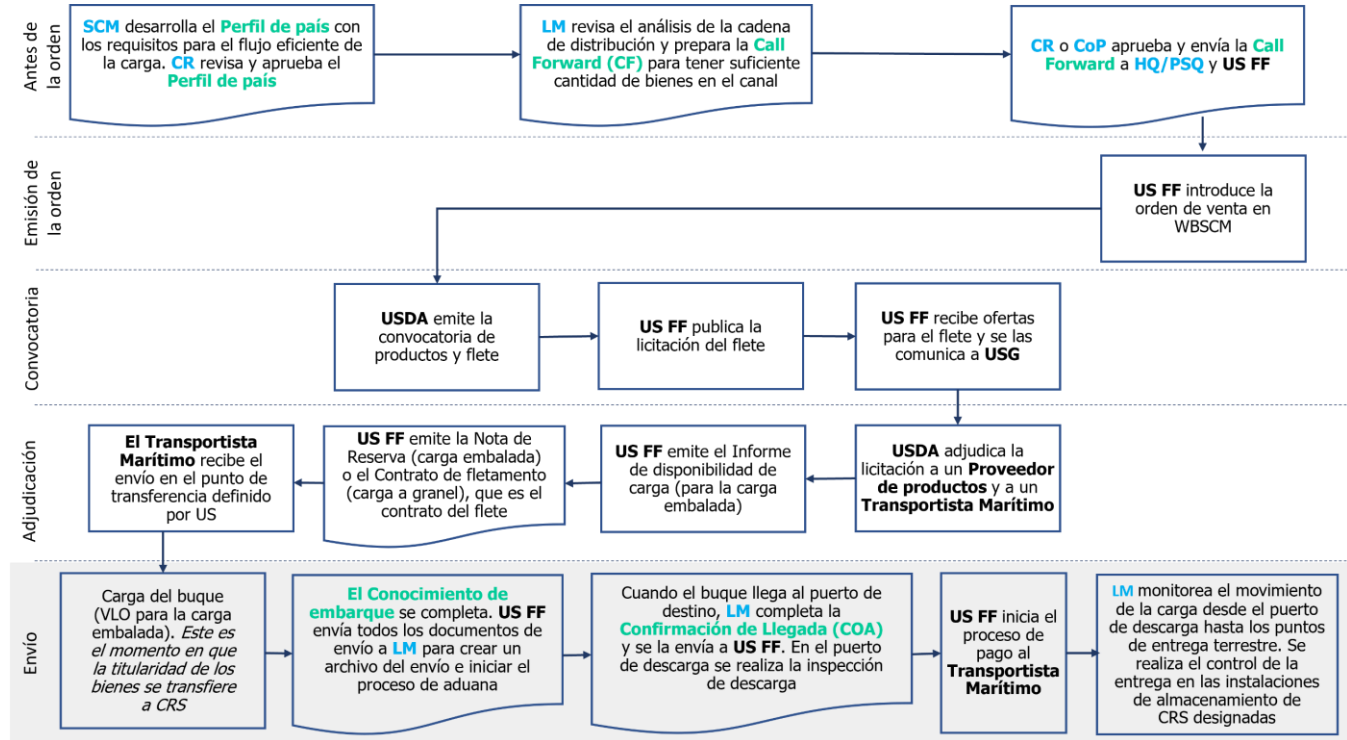 Antes de
la orden
SCM desarrolla el Perfil de país con
los requisitos para el flujo eficiente de
la carga. CR revisa y aprueba el
Perfil de país
LM revisa el análisis de la cadena
de distribución y prepara la Call
Forward (CF) para tener suficiente
cantidad de bienes en el canal
CR o CoP aprueba y envía la Call
Forward a HQ/PSQ y US FF
Emisión de
la orden
US FF introduce la
orden de venta en
WBSCM
Convocatoria
USDA emite la
convocatoria de
productos y flete
US FF publica la
licitación del flete
US FF recibe ofertas
para el flete y se las
comunica a USG
Adjudicación
El Transportista
Marítimo recibe el
envío en el punto de
transferencia definido
por US
US FF emite la Nota de
Reserva (carga embalada)
o el Contrato de fletamento
(carga a granel), que es el
contrato del flete
US FF emite el Informe
de disponibilidad de
carga (para la carga
embalada)
USDA adjudica la
licitación a un Proveedor
de productos y a un
Transportista Marítimo
Envío
Carga del buque
(VLO para la carga
embalada). Este es
el momento en que
la titularidad de los
bienes se transfiere
a CRS
El Conocimiento de
embarque se completa. US FF
envía todos los documentos de
envío a LM para crear un
archivo del envío e iniciar el
proceso de aduana
Cuando el buque llega al puerto de
destino, LM completa la
Confirmación de Llegada (COA)
y se la envía a US FF. En el puerto
de descarga se realiza la inspección
de descarga
US FF inicia el
proceso de
pago al
Transportista
Marítimo
LM monitorea el movimiento
de la carga desde el puerto
de descarga hasta los puntos
de entrega terrestre. Se
realiza el control de la
entrega en las instalaciones
de almacenamiento de
CRS designadas